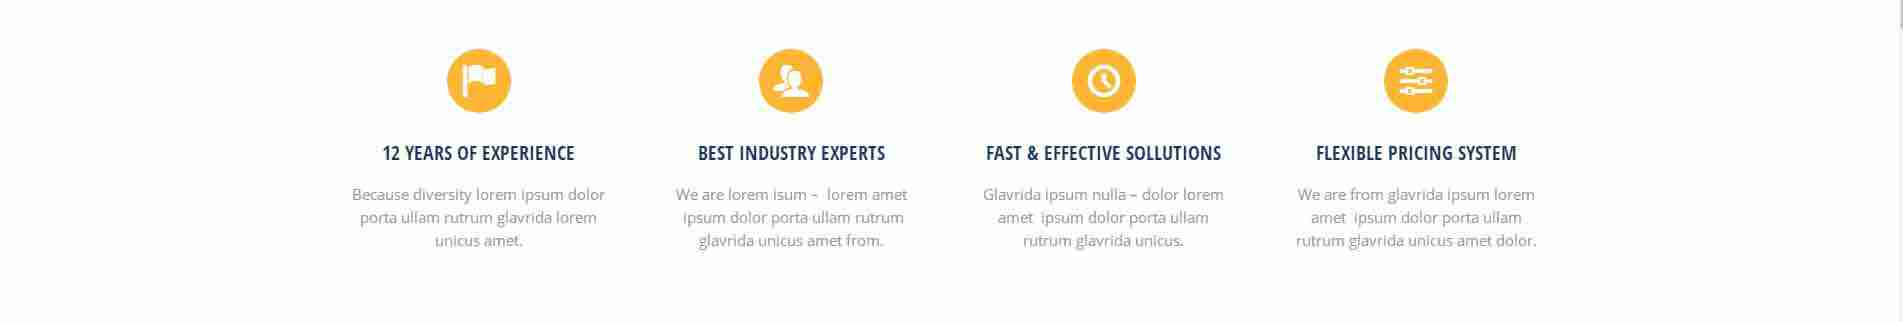 12 YEARS OF EXPERIENCE
Because diversity lorem ipsum dolor
porta ullam rutrum glavrida lorem
unicus amet.
BEST INDUSTRY EXPERTS
We are lorem isum – lorem amet
ipsum dolor porta ullam rutrum
glavrida unicus amet from.
FAST & EFFECTIVE SOLLUTIONS
Glavrida ipsum nulla – dolor lorem
amet ipsum dolor porta ullam
rutrum glavrida unicus.
FLEXIBLE PRICING SYSTEM
We are from glavrida ipsum lorem
amet ipsum dolor porta ullam
rutrum glavrida unicus amet dolor.